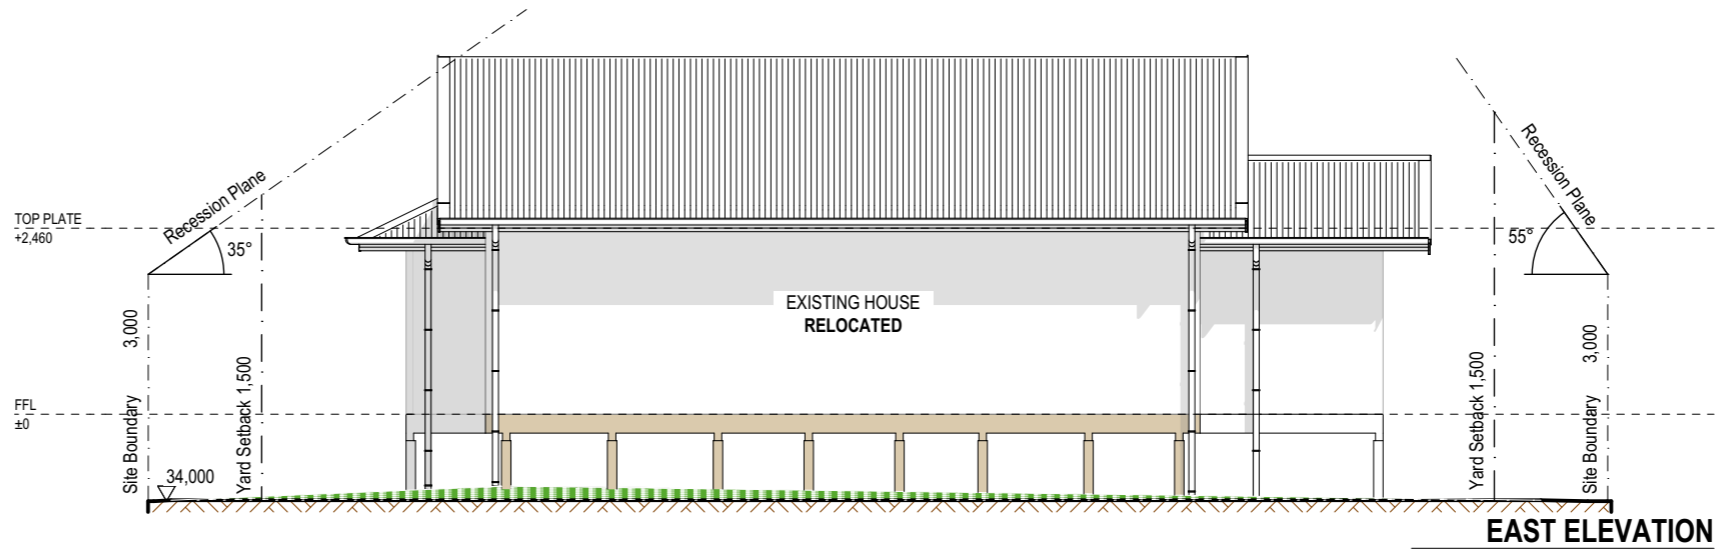 Recession Plane
35°
TOP PLATE
+2,460
EXISTING HOUSE
RELOCATED
3,000
Site Boundary
Yard Setback 1,500
FFL
±0
34,000
Recession Plane
55°
Yard Setback 1,500
3,000
Site Boundary
EAST ELEVATION